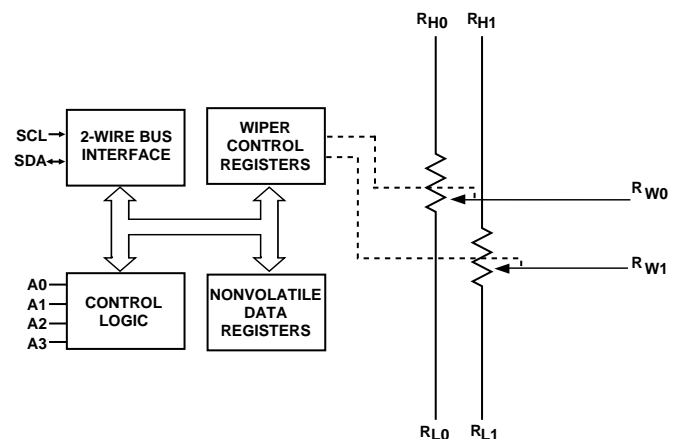 RH0 RH1
SCL
SDA
2-WIRE BUS
INTERFACE
WIPER
CONTROL
REGISTERS
RW0
RW1
A0
A1
A2
A3
CONTROL
LOGIC
NONVOLATILE
DATA
REGISTERS
RL0 RL1